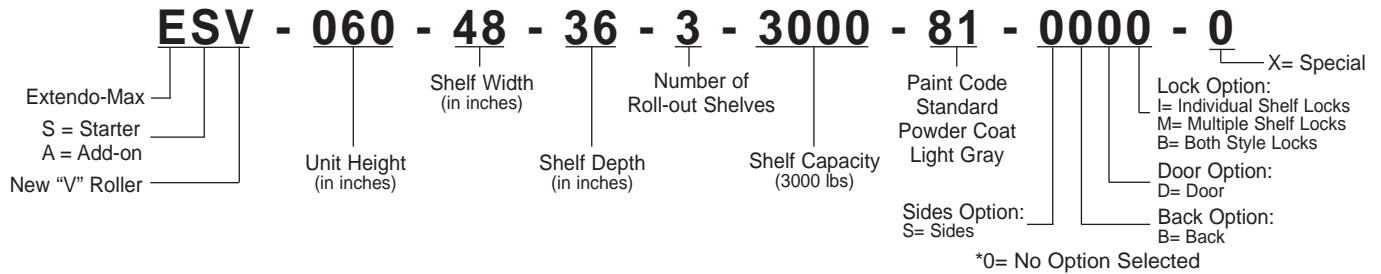 ESV - 060 - 48 - 36 - 3 - 3000 - 81 - 0000 - 0
Extendo-Max
S = Starter
A = Add-on
New “V” Roller
Unit Height
(in inches)
Shelf Width
(in inches)
Shelf Depth
(in inches)
Number of
Roll-out Shelves
Shelf Capacity
(3000 lbs)
Paint Code
Standard
Powder Coat
Light Gray
Sides Option:
S= Sides
X= Special
Lock Option:
I= Individual Shelf Locks
M= Multiple Shelf Locks
B= Both Style Locks
Door Option:
D= Door
Back Option:
B= Back
*0= No Option Selected